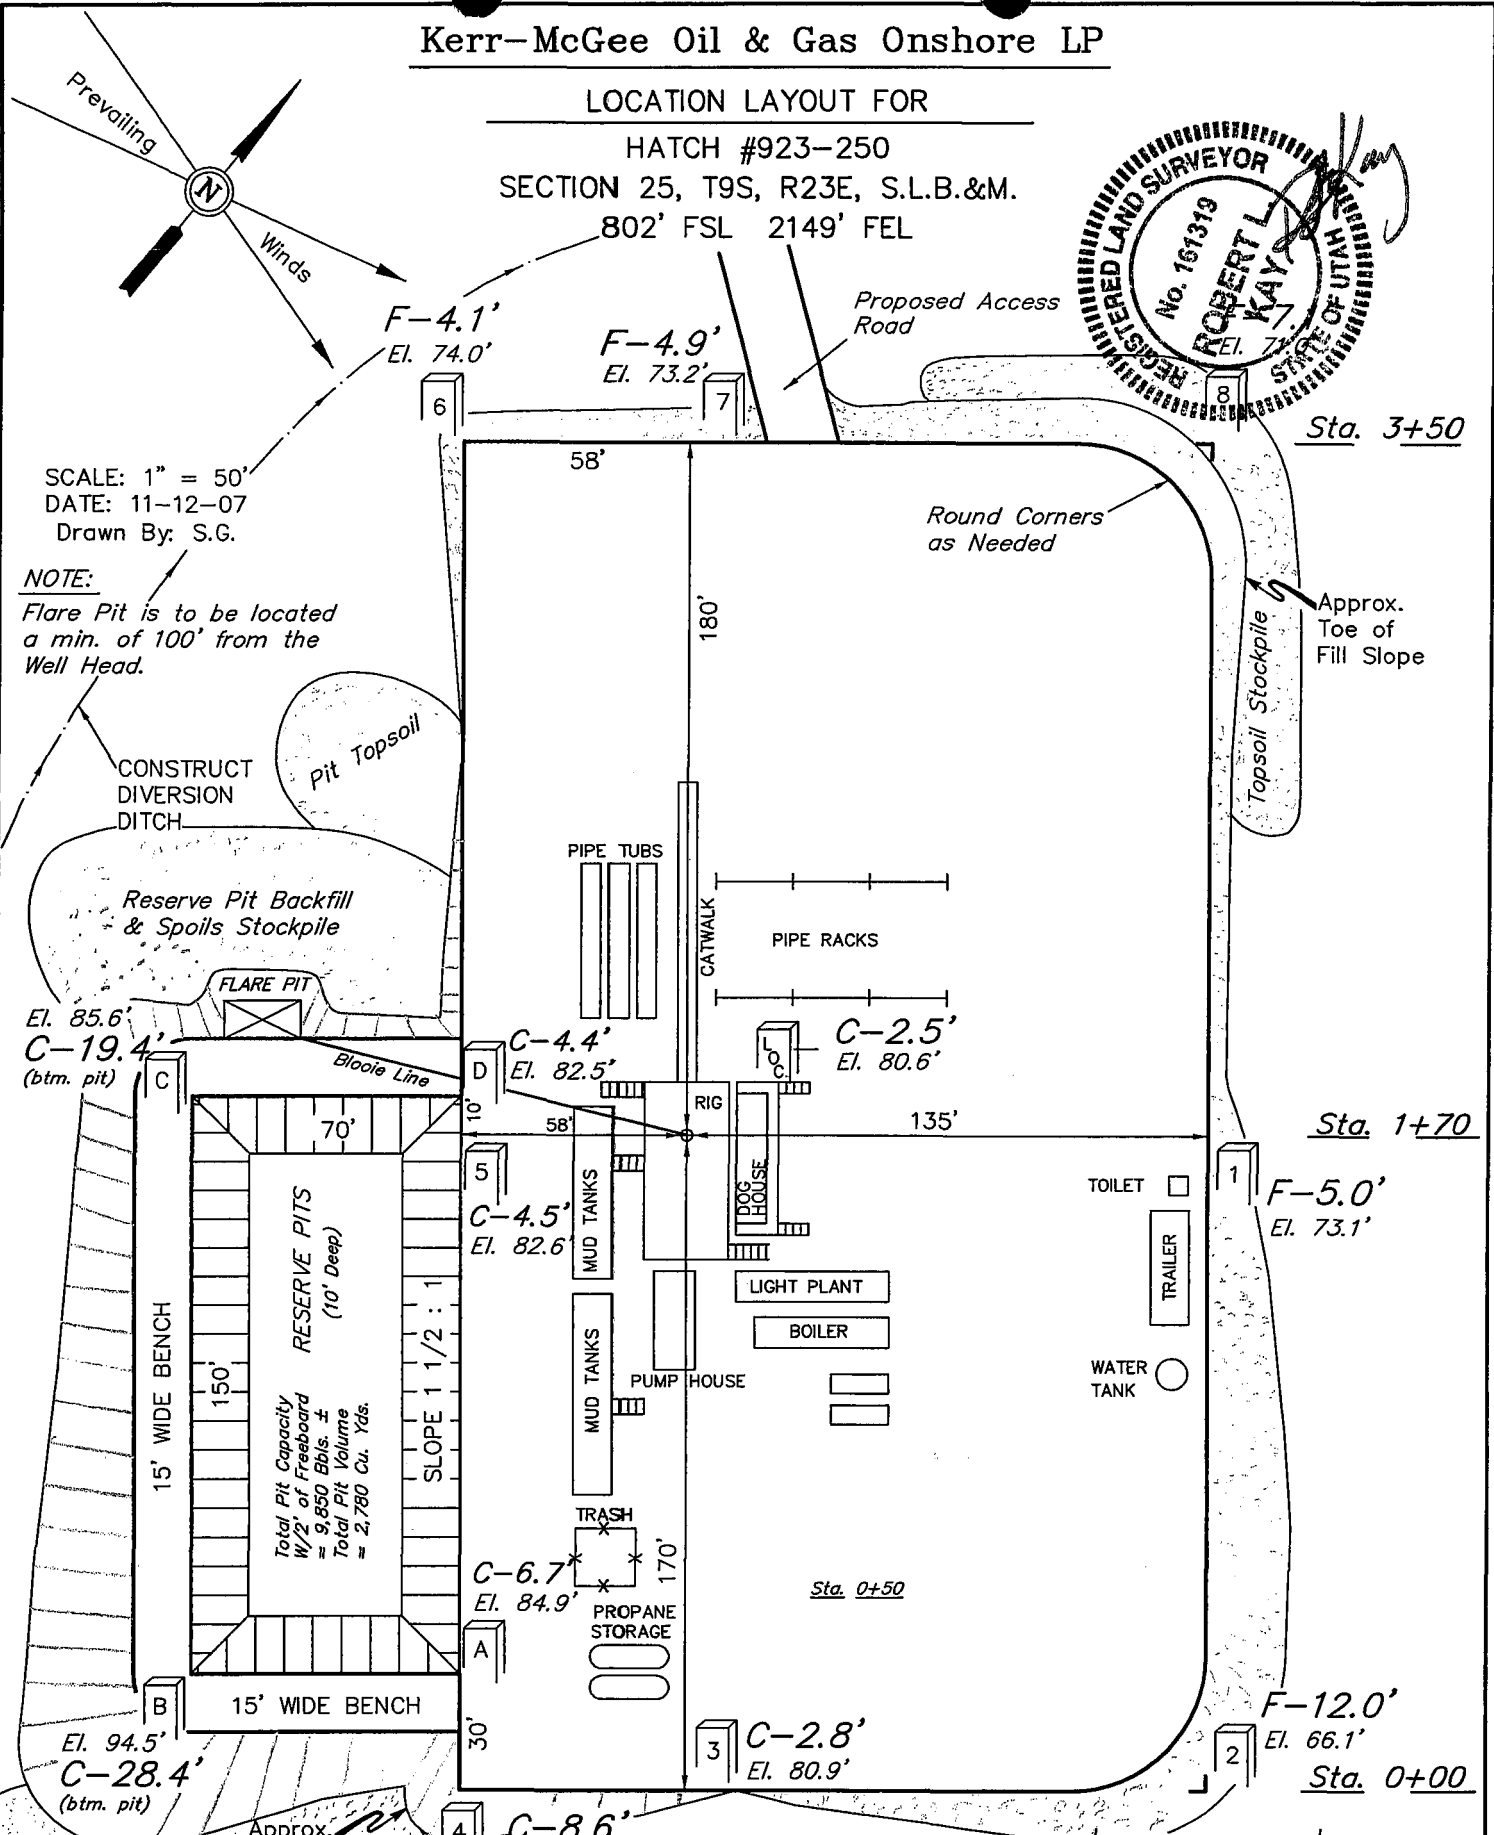 Kerr-McGee Oil & Gas Onshore LP
LOCATION LAYOUT FOR
HATCH #923-250
SECTION 25, T9S, R23E, S.L.B.&M.
802' FSL 2149' FEL
Prevailing
N
Winds
REGISTERED LAND SURVEYOR
No. 161319
ROBERT L.
KAY
STATE OF UTAH
Proposed Access
Road
F-4.1'
El. 74.0'
F-4.9'
El. 73.2'
El.
6
7
8
Sta. 3+50
58'
SCALE: 1" = 50'
DATE: 11-12-07
Drawn By: S.G.
Round Corners
as Needed
NOTE:
Flare Pit is to be located
a min. of 100' from the
Well Head.
180'
Approx.
Toe of
Fill Slope
Topsoil Stockpile
Pit Topsoil
CONSTRUCT
DIVERSION
DITCH
PIPE TUBS
Reserve Pit Backfill
& Spoils Stockpile
CATWALK
PIPE RACKS
FLARE PIT
El. 85.6'
C-19.4'
(btm. pit)
C
Blooie Line
D
C-4.4'
El. 82.5'
LOC.
C-2.5'
El. 80.6'
RIG
10'
70'
58'
135'
Sta. 1+70
5
C-4.5'
El. 82.6'
MUD TANKS
DOG HOUSE
TOILET
1
F-5.0'
El. 73.1'
RESERVE PITS
(10' Deep)
SLOPE 1 1/2 : 1
LIGHT PLANT
TRAILER
15' WIDE BENCH
BOILER
MUD TANKS
150'
PUMP HOUSE
WATER
TANK
Total Pit Capacity
W/2' of Freeboard
= 9,850 Bbls. ±
Total Pit Volume
= 2,780 Cu. Yds.
TRASH
C-6.7'
El. 84.9'
170'
Sta. 0+50
PROPANE
STORAGE
A
B
15' WIDE BENCH
30'
El. 94.5'
C-28.4'
(btm. pit)
3
C-2.8'
El. 80.9'
F-12.0'
El. 66.1'
2
Sta. 0+00
Approx.
4
C-8.6'